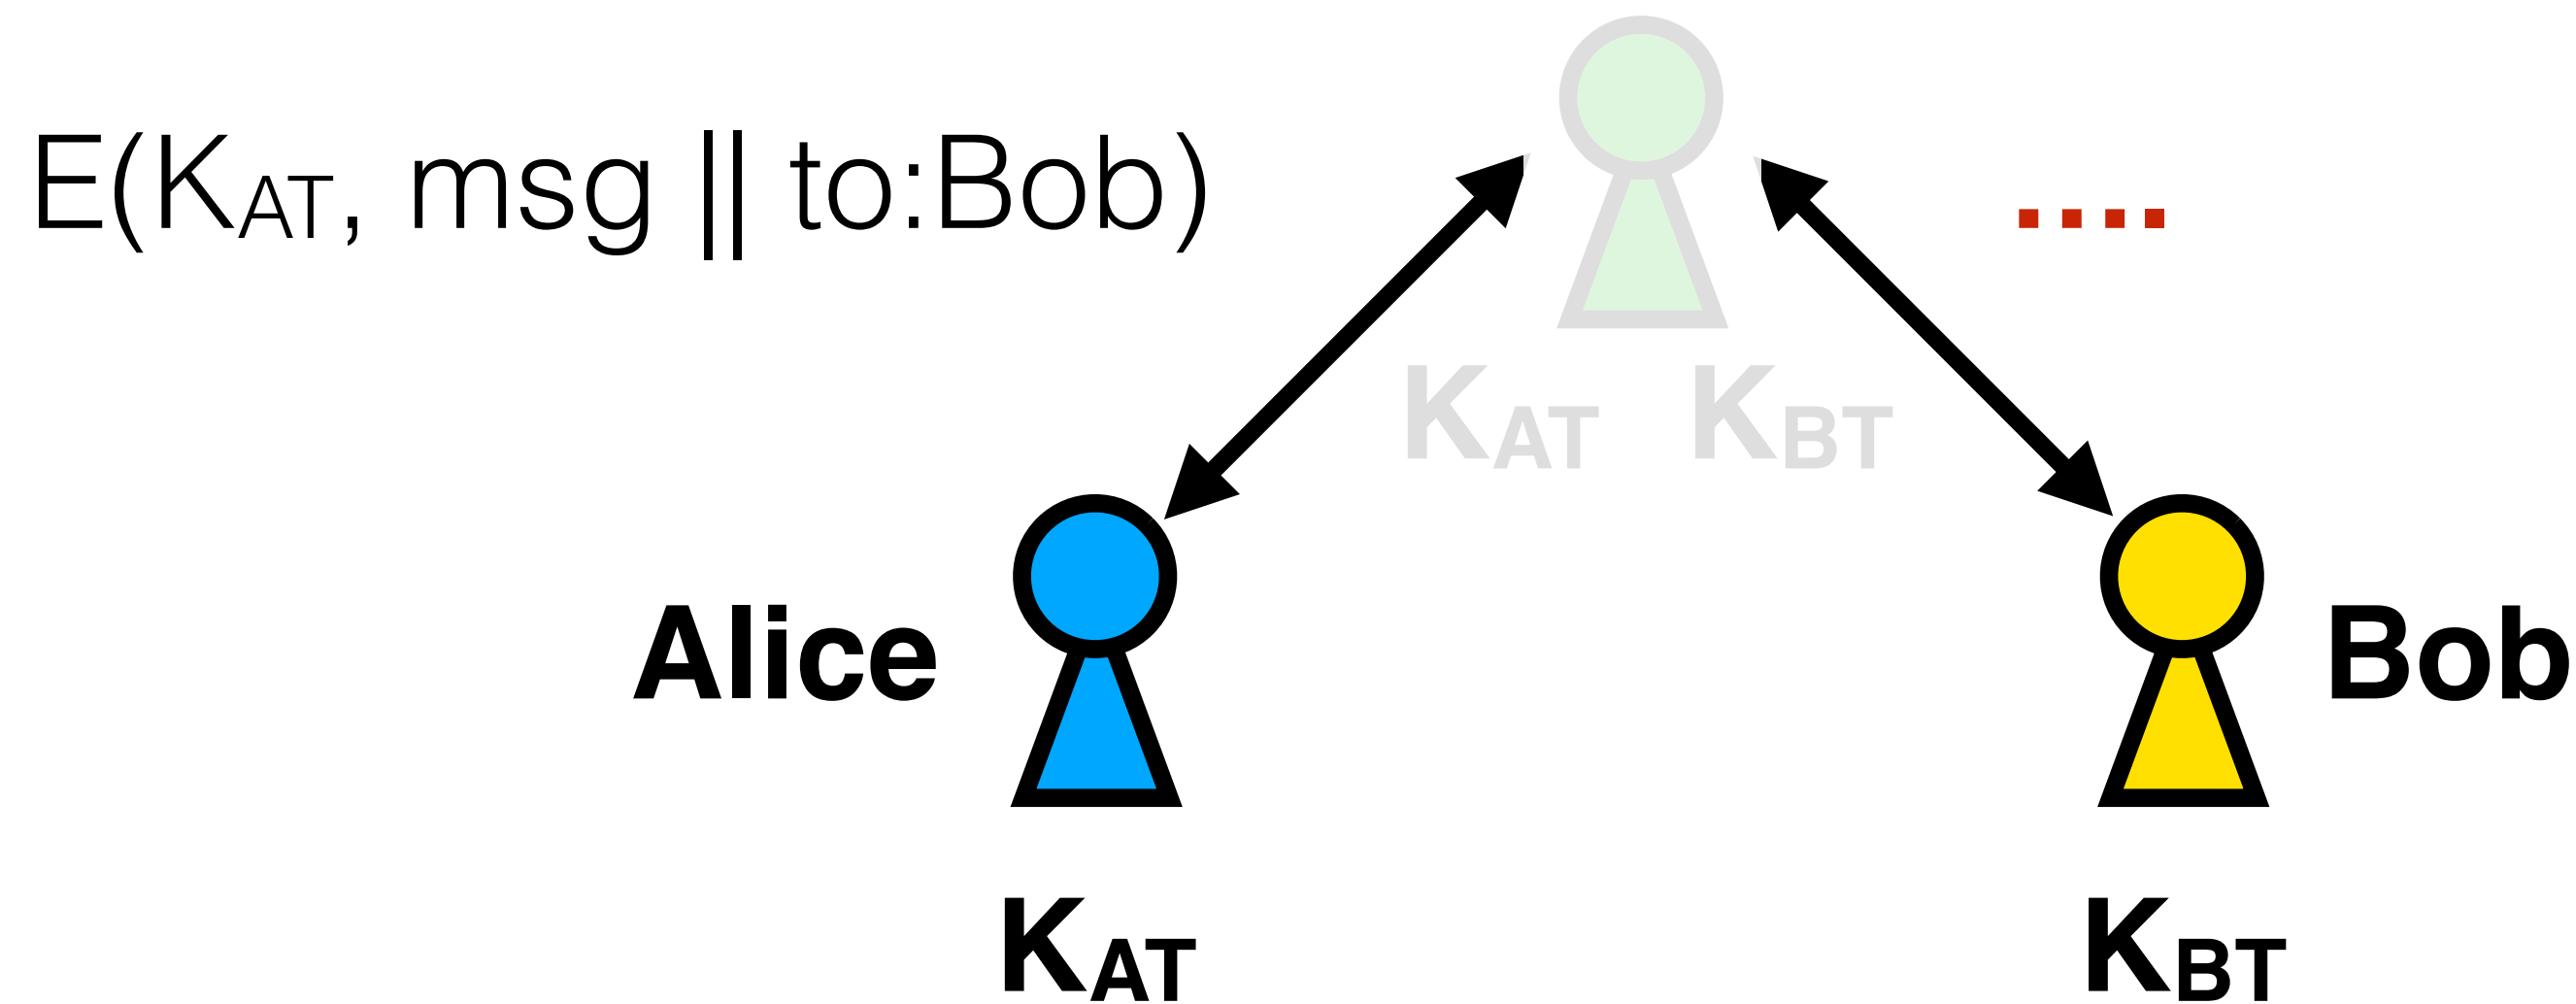 E(KAT, msg || to:Bob)
....
KAT KBT
Alice
Bob
KAT
KBT